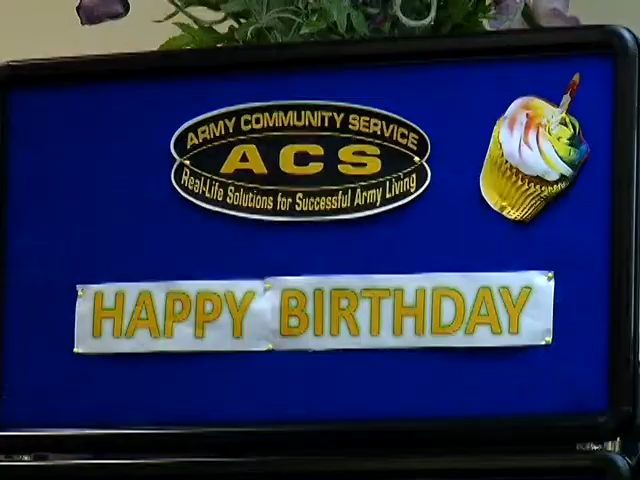 ARMY COMMUNITY SERVICE
ACS
Real-Life Solutions for Successful Army Living
HAPPY BIRTHDAY